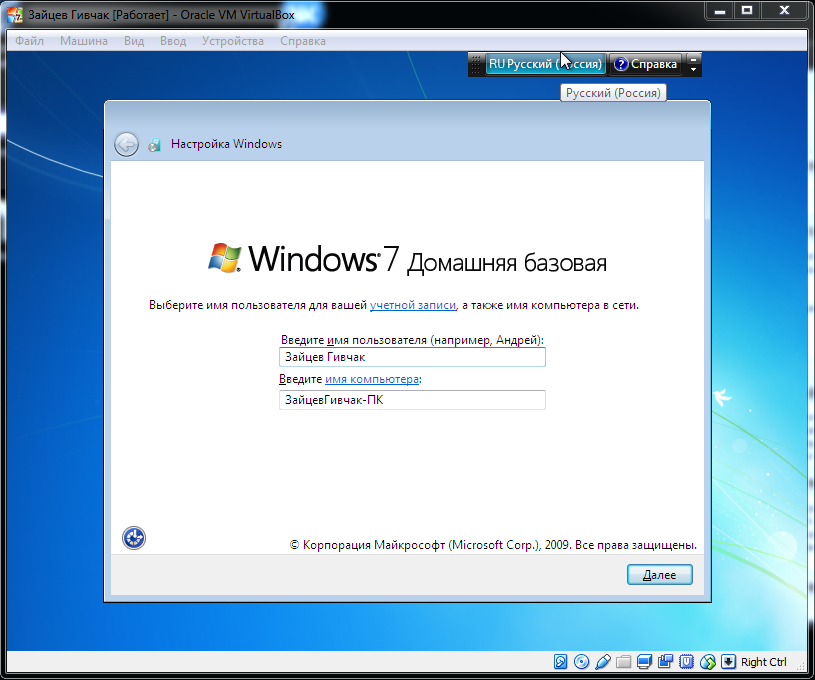 Зайцев Гивчак [Работает] - Oracle VM VirtualBox
Файл Машина Вид Ввод Устройства Справка
RU Русский (Россия) ? Справка
Русский (Россия)
Настройка Windows
Windows 7 Домашняя базовая
Выберите имя пользователя для вашей учетной записи, а также имя компьютера в сети.
Введите имя пользователя (например, Андрей):
Зайцев Гивчак
Введите имя компьютера:
ЗайцевГивчак-ПК
© Корпорация Майкрософт (Microsoft Corp.), 2009. Все права защищены.
Далее
Right Ctrl